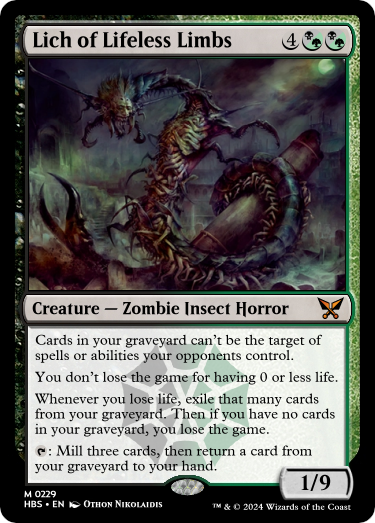 Lich of Lifeless Limbs 4
Creature — Zombie Insect Horror
Cards in your graveyard can't be the target of
spells or abilities your opponents control.
You don't lose the game for having 0 or less life.
Whenever you lose life, exile that many cards
from your graveyard. Then if you have no cards
in your graveyard, you lose the game.
: Mill three cards, then return a card from
your graveyard to your hand.
1/9
M 0229
HBS • EN Othon Nikolaidis ™ & © 2024 Wizards of the Coast